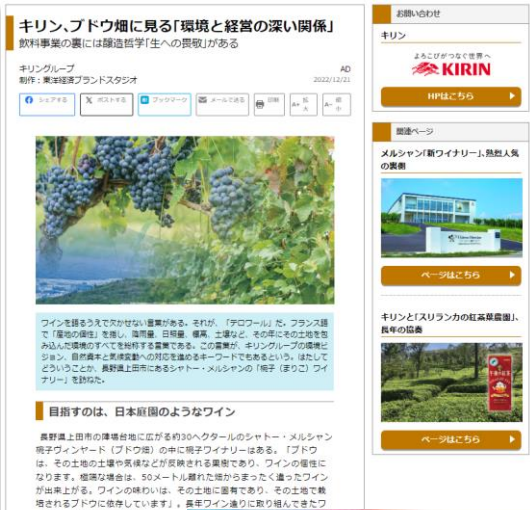 キリン、ブドウ畑に見る「環境と経営の深い関係」
飲料事業の裏には醸造哲学「生への畏敬」がある
キリングループ
制作：東洋経済ブランドスタジオ
AD
2022/12/21
シェアする
ポストする
ブックマーク
メールで送る
印刷
A+ 拡大
A- 縮小
ワインを語るうえで欠かせない言葉がある。それが、「テロワール」だ。フランス語
で「産地の個性」を指し、降雨量、日照量、標高、土壌など、その年にその土地を包
み込んだ環境のすべてを総称する言葉である。この言葉が、キリングループの環境ビ
ジョン、自然資本と気候変動への対応を進めるキーワードでもあるという。はたして
どういうことか、長野県上田市にあるシャトー・メルシャンの「椀子（まりこ）ワイ
ナリー」を訪ねた。
目指すのは、日本庭園のようなワイン
長野県上田市の陣場台地に広がる約30ヘクタールのシャトー・メルシャン
椀子ヴィンヤード（ブドウ畑）の中に椀子ワイナリーはある。「ブドウ
は、その土地の土壌や気候などが反映される果樹であり、ワインの個性に
なります。極端な場合は、50メートル離れた畑からまったく違ったワイン
が出来上がる。ワインの味わいは、その土地に固有であり、その土地で栽
培されるブドウに依存しています」。長年ワイン造りに取り組んできたワ
お問い合わせ
キリン
よろこびがつなぐ世界へ
KIRIN
HPはこちら
関連ページ
メルシャン「新ワイナリー」、熱烈人気
の裏側
ページはこちら
キリンと「スリランカの紅茶葉農園」、
長年の協奏
午後の紅茶
ページはこちら